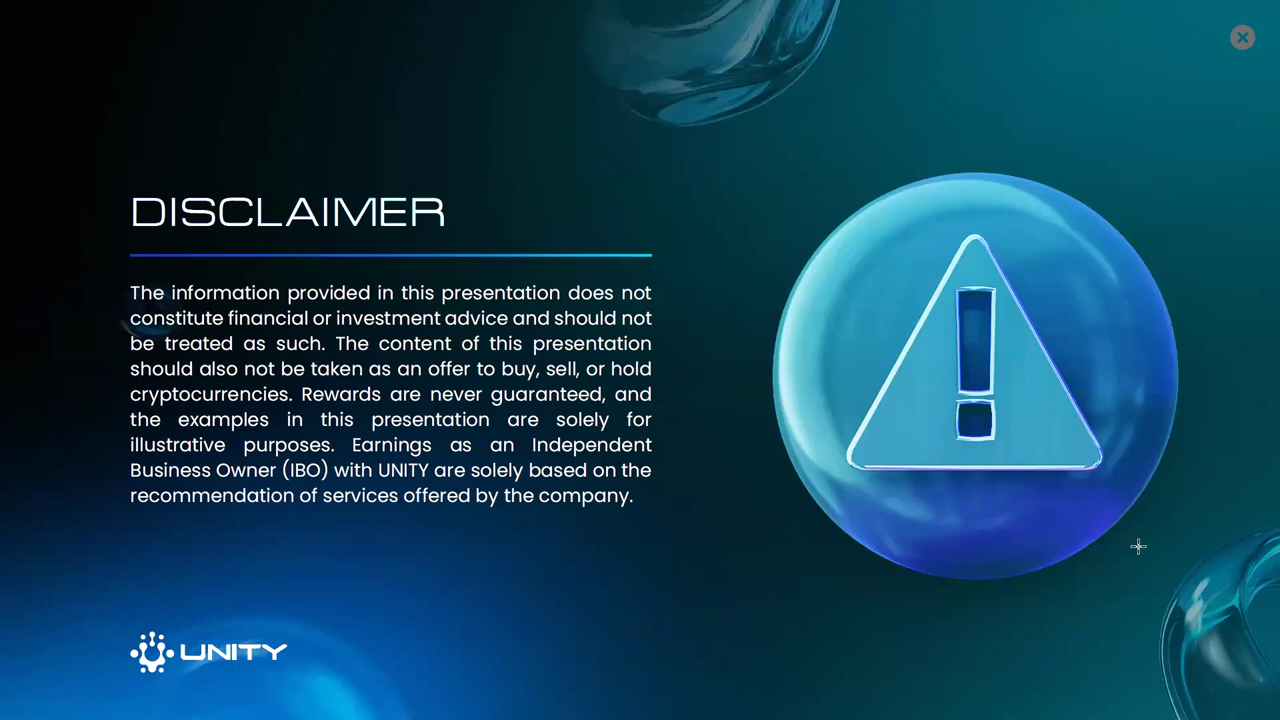 DISCLAIMER
The information provided in this presentation does not
constitute financial or investment advice and should not
be treated as such. The content of this presentation
should also not be taken as an offer to buy, sell, or hold
cryptocurrencies. Rewards are never guaranteed, and
the examples in this presentation are solely for
illustrative purposes. Earnings as an Independent
Business Owner (IBO) with UNITY are solely based on the
recommendation of services offered by the company.
UNITY